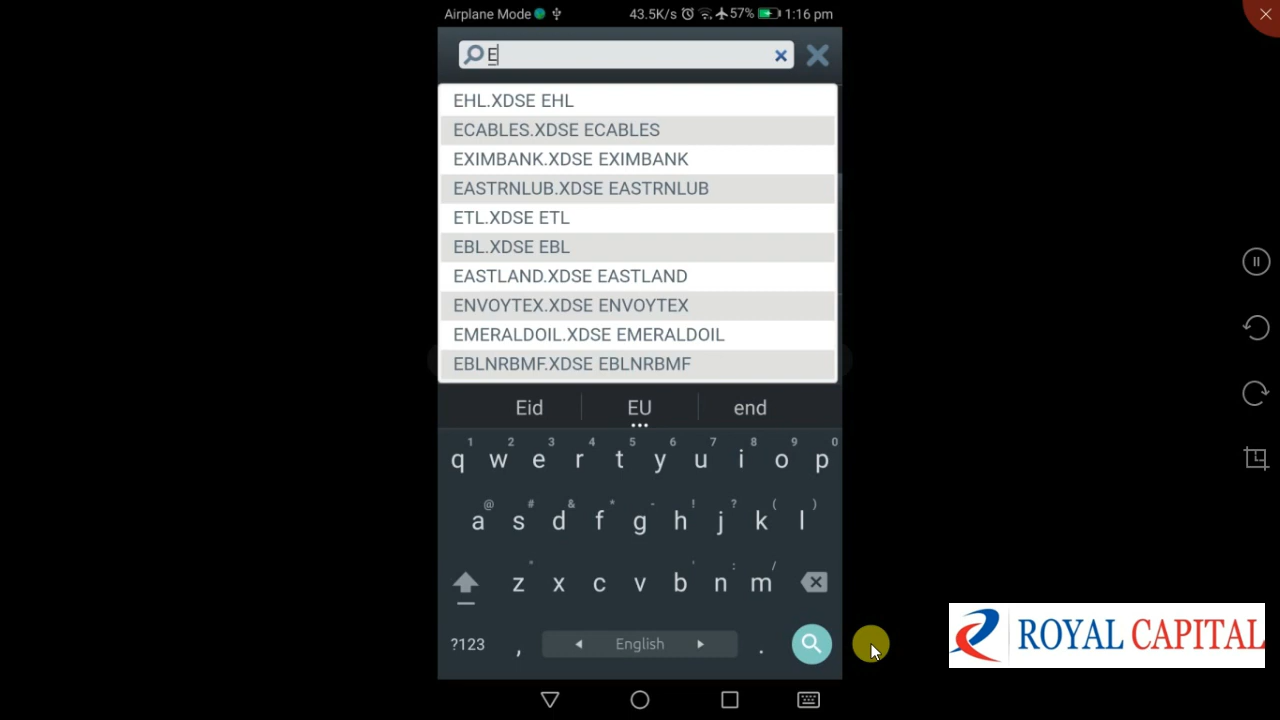 Airplane Mode 43.5K/s 57% 1:16 pm
E
EHL.XDSE EHL
ECABLES.XDSE ECABLES
EXIMBANK.XDSE EXIMBANK
EASTRNLUB.XDSE EASTRNLUB
ETL.XDSE ETL
EBL.XDSE EBL
EASTLAND.XDSE EASTLAND
ENVOYTEX.XDSE ENVOYTEX
EMERALDOIL.XDSE EMERALDOIL
EBLNRBMF.XDSE EBLNRBMF
Eid EU end
1 2 3 4 5 6 7 8 9 0
q w e r t y u i o p
@ # & * - ! ? ( )
a s d f g h j k l
" ' : /
z x c v b n m
?123 , English .
ROYAL CAPITAL